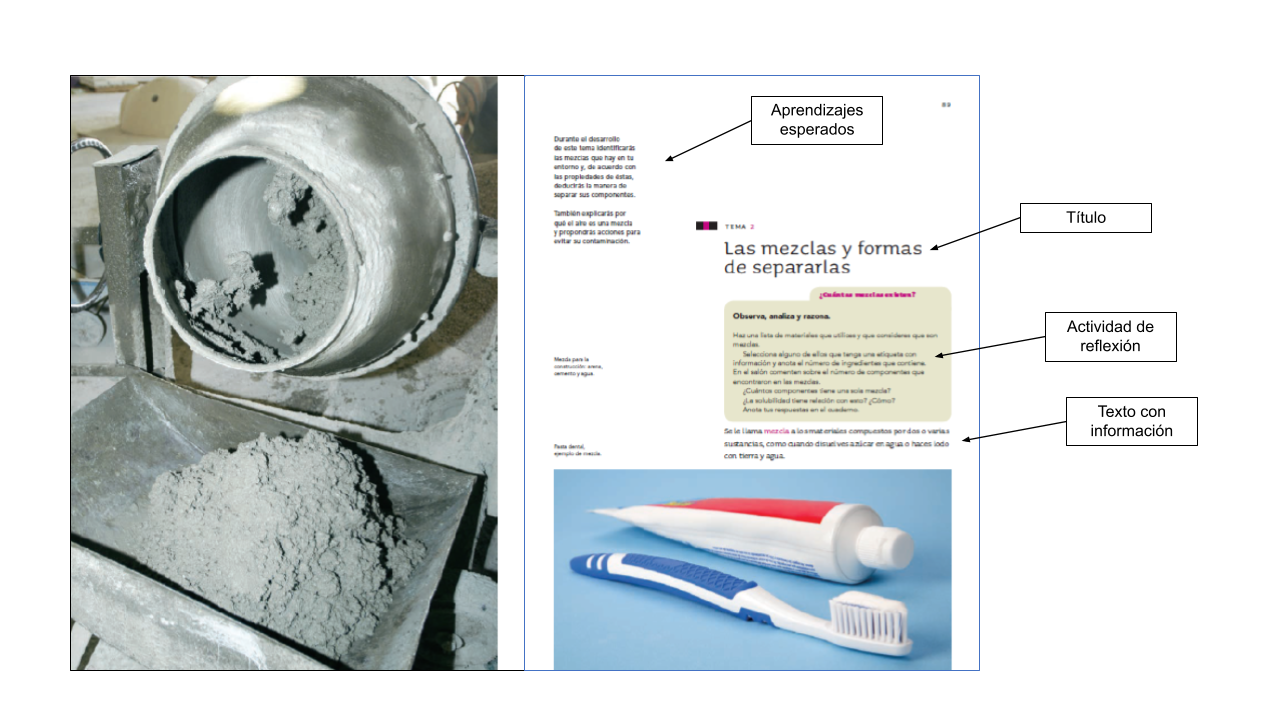 Aprendizajes
esperados
89
Durante el desarrollo
de este tema identificarás
las mezclas que hay en tu
entorno y, de acuerdo con
las propiedades de éstas,
deducirás la manera de
separar sus componentes.
También explicarás por
qué el aire es una mezcla
y propondrás acciones para
evitar su contaminación.
TEMA 2
Título
Las mezclas y formas
de separarlas
¿Cuántas mezclas existen?
Observa, analiza y razona.
Haz una lista de materiales que utilices y que consideres que son
mezclas.
Selecciona alguno de ellos que tenga una etiqueta con
información y anota el número de ingredientes que contiene.
En el salón comenten sobre el número de componentes que
encontraron en las mezclas.
¿Cuántos componentes tiene una sola mezcla?
¿La solubilidad tiene relación con esto? ¿Cómo?
Anota tus respuestas en el cuaderno.
Actividad de
reflexión
Mezcla para la
construcción: arena,
cemento y agua.
Texto con
información
Se le llama mezcla a los materiales compuestos por dos o varias
sustancias, como cuando disuelves azúcar en agua o haces lodo
con tierra y agua.
Pasta dental,
ejemplo de mezcla.